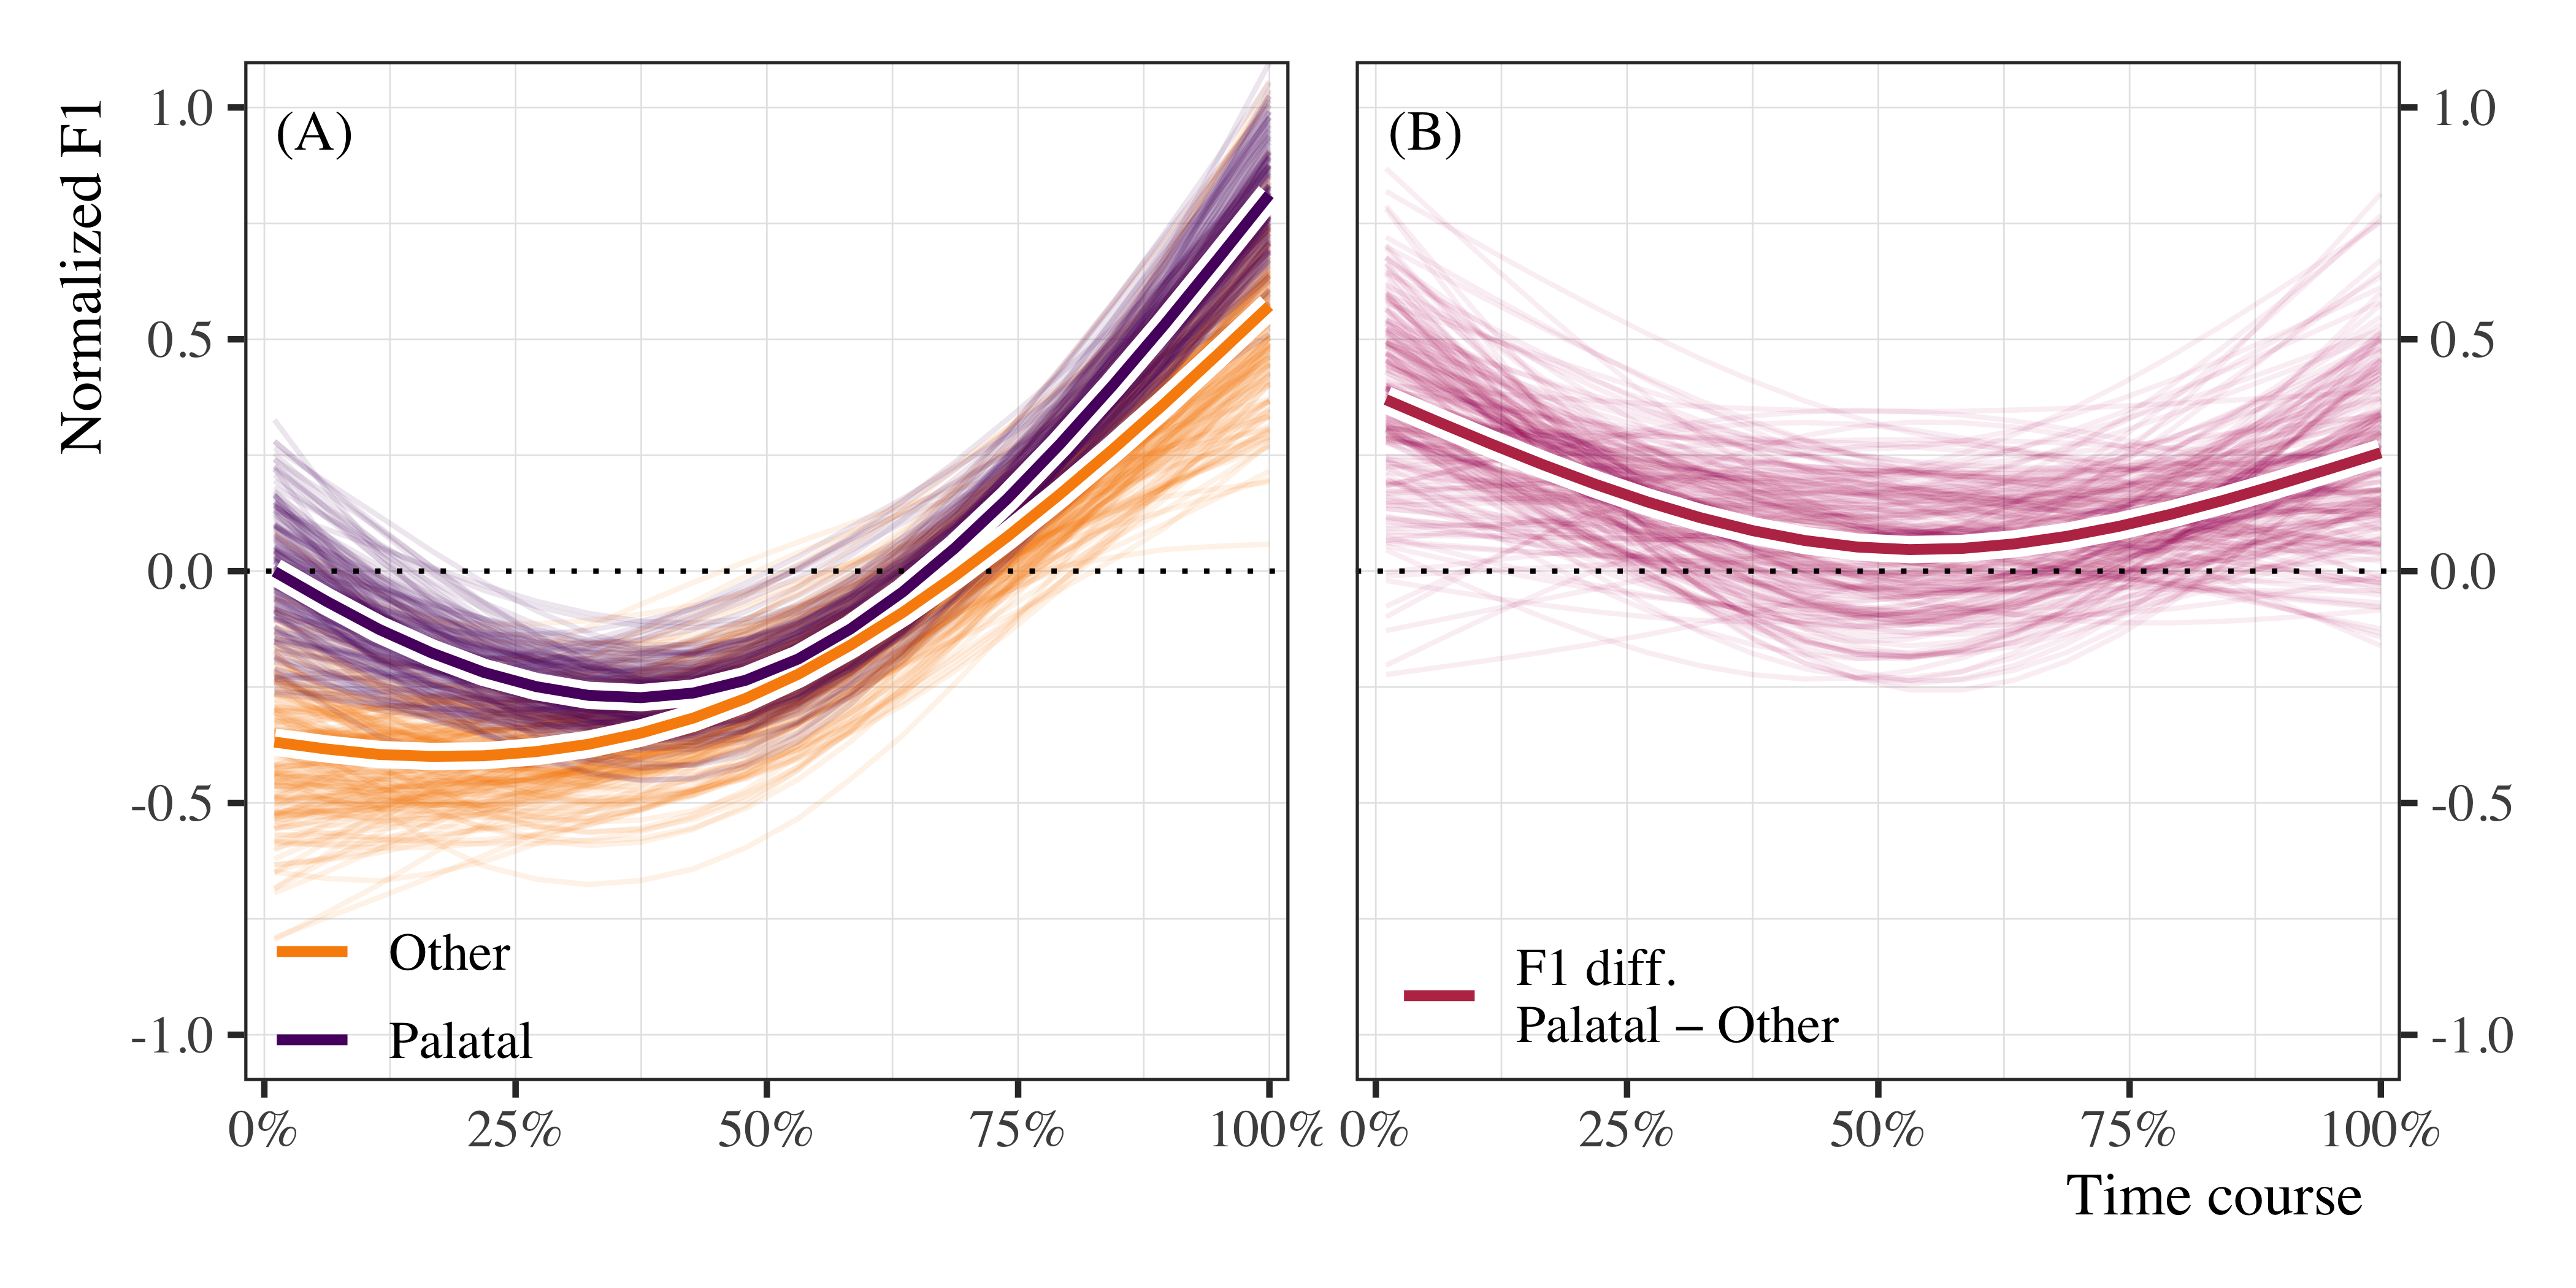 Normalized F1
1.0
0.5
0.0
-0.5
-1.0
(A)
Other
Palatal
0%
25%
50%
75%
100%
(B)
F1 diff.
Palatal – Other
1.0
0.5
0.0
-0.5
-1.0
0%
25%
50%
75%
100%
Time course